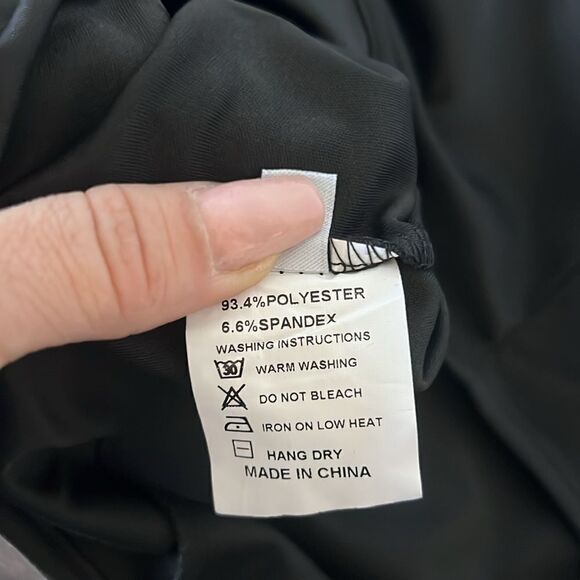 93.4%POLYESTER
6.6%SPANDEX
WASHING INSTRUCTIONS
30 WARM WASHING
DO NOT BLEACH
IRON ON LOW HEAT
HANG DRY
MADE IN CHINA